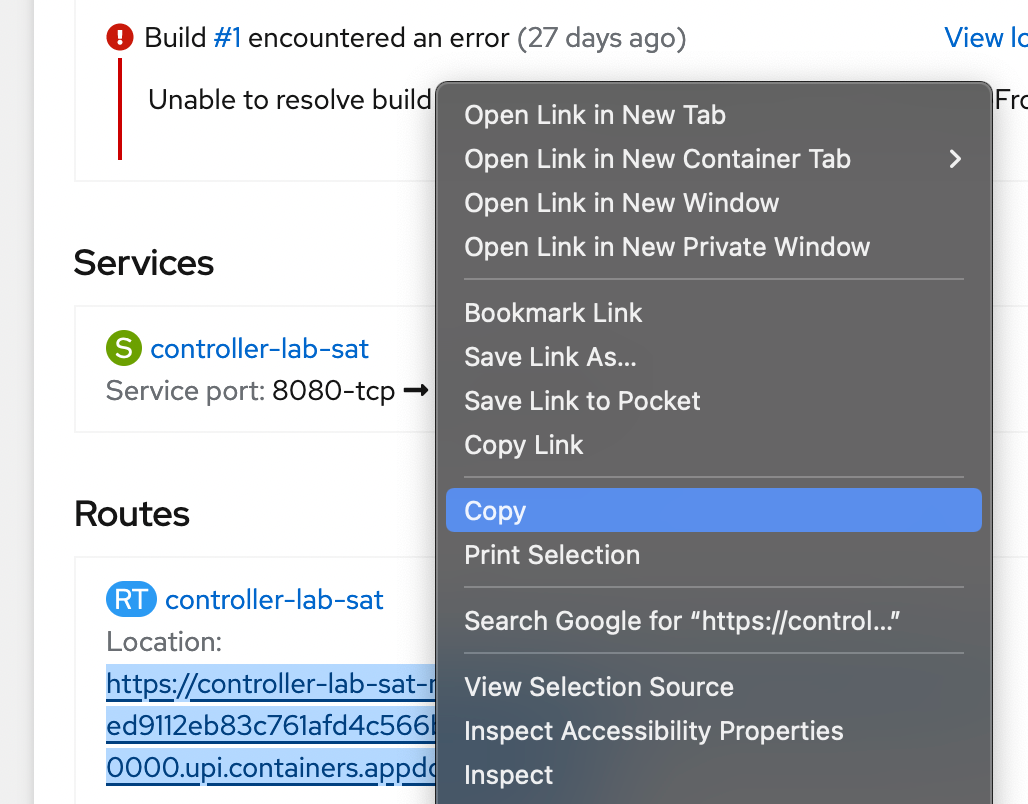 Build #1 encountered an error (27 days ago)
View
Unable to resolve build
Open Link in New Tab
Open Link in New Container Tab
Open Link in New Window
Open Link in New Private Window
Bookmark Link
Save Link As...
Save Link to Pocket
Copy Link
Copy
Print Selection
Search Google for “https://control...”
View Selection Source
Inspect Accessibility Properties
Inspect
Services
S controller-lab-sat
Service port: 8080-tcp →
Routes
RT controller-lab-sat
Location:
https://controller-lab-sat-
ed9112eb83c761afd4c566
0000.upi.containers.appd